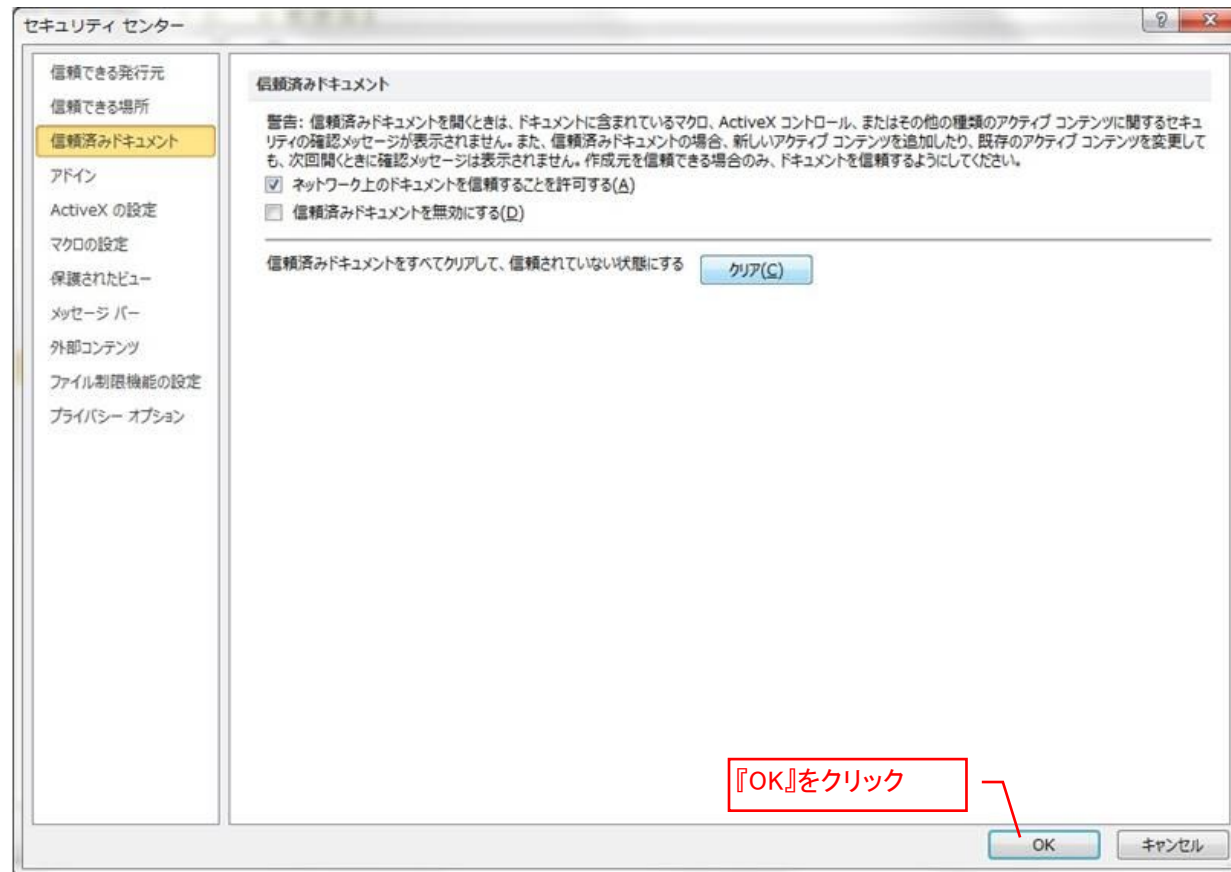 セキュリティ センター
信頼できる発行元
信頼できる場所
信頼済みドキュメント
アドイン
ActiveX の設定
マクロの設定
保護されたビュー
メッセージ バー
外部コンテンツ
ファイル制限機能の設定
プライバシー オプション
信頼済みドキュメント
警告: 信頼済みドキュメントを開くときは、ドキュメントに含まれているマクロ、ActiveX コントロール、またはその他の種類のアクティブ コンテンツに関するセキュ
リティの確認メッセージが表示されません。また、信頼済みドキュメントの場合、新しいアクティブ コンテンツを追加したり、既存のアクティブ コンテンツを変更して
も、次回開くときに確認メッセージは表示されません。作成元を信頼できる場合のみ、ドキュメントを信頼するようにしてください。
ネットワーク上のドキュメントを信頼することを許可する(A)
信頼済みドキュメントを無効にする(D)
信頼済みドキュメントをすべてクリアして、信頼されていない状態にする クリア(C)
『OK』をクリック
OK キャンセル